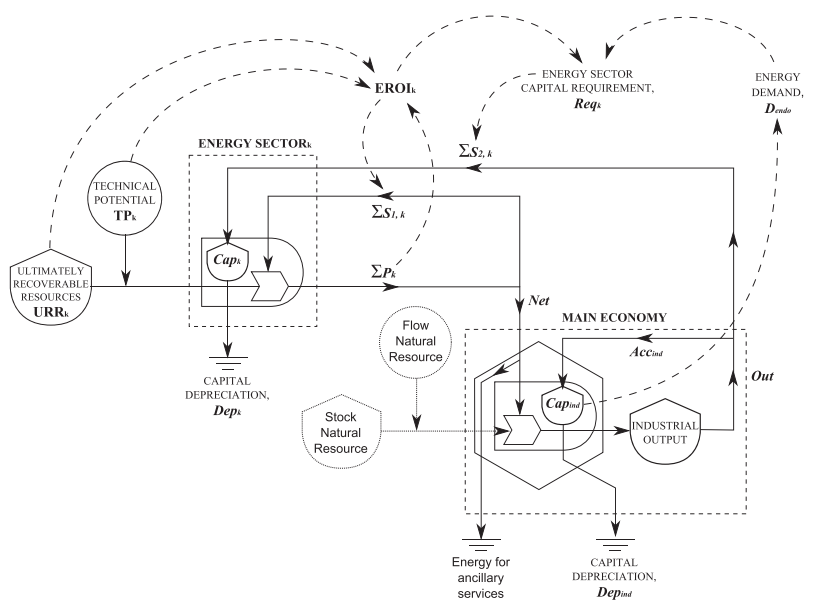 ENERGY SECTOR
CAPITAL REQUIREMENT,
Reqk
ENERGY
DEMAND,
Dendo
EROIk
ENERGY SECTORk
ΣS2, k
TECHNICAL
POTENTIAL
TPk
ΣS1, k
Capk
ULTIMATELY
RECOVERABLE
RESOURCES
URRk
ΣPk
Net
MAIN ECONOMY
Flow
Natural
Resource
Accind
CAPITAL
DEPRECIATION,
Depk
Out
Capind
Stock
Natural
Resource
INDUSTRIAL
OUTPUT
Energy for
ancillary
services
CAPITAL
DEPRECIATION,
Depind